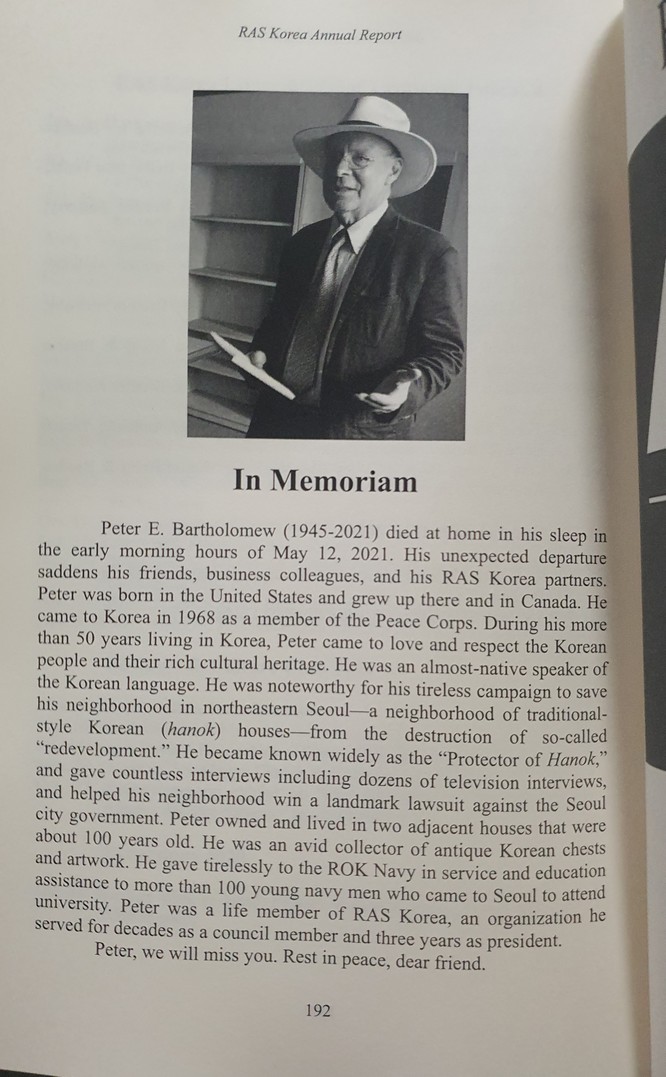 RAS Korea Annual Report
In Memoriam
Peter E. Bartholomew (1945-2021) died at home in his sleep in
the early morning hours of May 12, 2021. His unexpected departure
saddens his friends, business colleagues, and his RAS Korea partners.
Peter was born in the United States and grew up there and in Canada. He
came to Korea in 1968 as a member of the Peace Corps. During his more
than 50 years living in Korea, Peter came to love and respect the Korean
people and their rich cultural heritage. He was an almost-native speaker of
the Korean language. He was noteworthy for his tireless campaign to save
his neighborhood in northeastern Seoul—a neighborhood of traditional-
style Korean (hanok) houses—from the destruction of so-called
“redevelopment.” He became known widely as the “Protector of Hanok,”
and gave countless interviews including dozens of television interviews,
and helped his neighborhood win a landmark lawsuit against the Seoul
city government. Peter owned and lived in two adjacent houses that were
about 100 years old. He was an avid collector of antique Korean chests
and artwork. He gave tirelessly to the ROK Navy in service and education
assistance to more than 100 young navy men who came to Seoul to attend
university. Peter was a life member of RAS Korea, an organization he
served for decades as a council member and three years as president.
Peter, we will miss you. Rest in peace, dear friend.
192